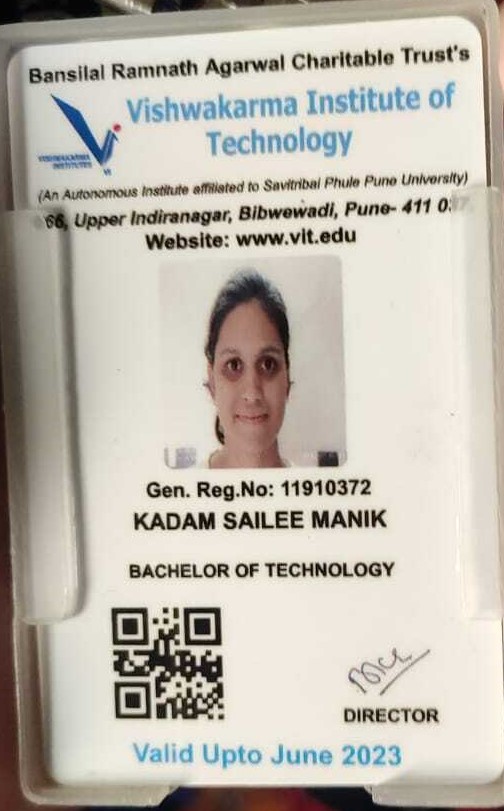 Bansilal Ramnath Agarwal Charitable Trust's
Vishwakarma Institute of
Technology
VISHWAKARMA
INSTITUTES
(An Autonomous Institute affiliated to Savitribai Phule Pune University)
66, Upper Indiranagar, Bibwewadi, Pune- 411 0
Website: www.vit.edu
Gen. Reg.No: 11910372
KADAM SAILEE MANIK
BACHELOR OF TECHNOLOGY
DIRECTOR
Valid Upto June 2023